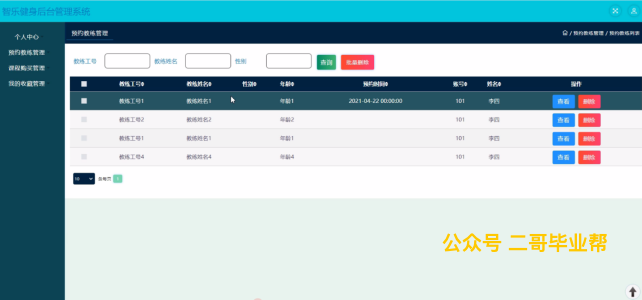 智乐健身后台管理系统
个人中心
预约教练管理
课程购买管理
我的收藏管理
预约教练管理
/ 预约教练管理 / 预约教练列表
教练工号 教练姓名 性别 查询 批量删除
教练工号 教练姓名 性别 年龄 预约时间 账号 姓名 操作
教练工号1 教练姓名1 年龄1 2021-04-22 00:00:00 101 李四 查看 删除
教练工号2 教练姓名2 年龄2 101 李四 查看 删除
教练工号1 教练姓名1 年龄1 101 李四 查看 删除
教练工号4 教练姓名4 年龄4 101 李四 查看 删除
10 条每页 1
公众号 二哥毕业帮